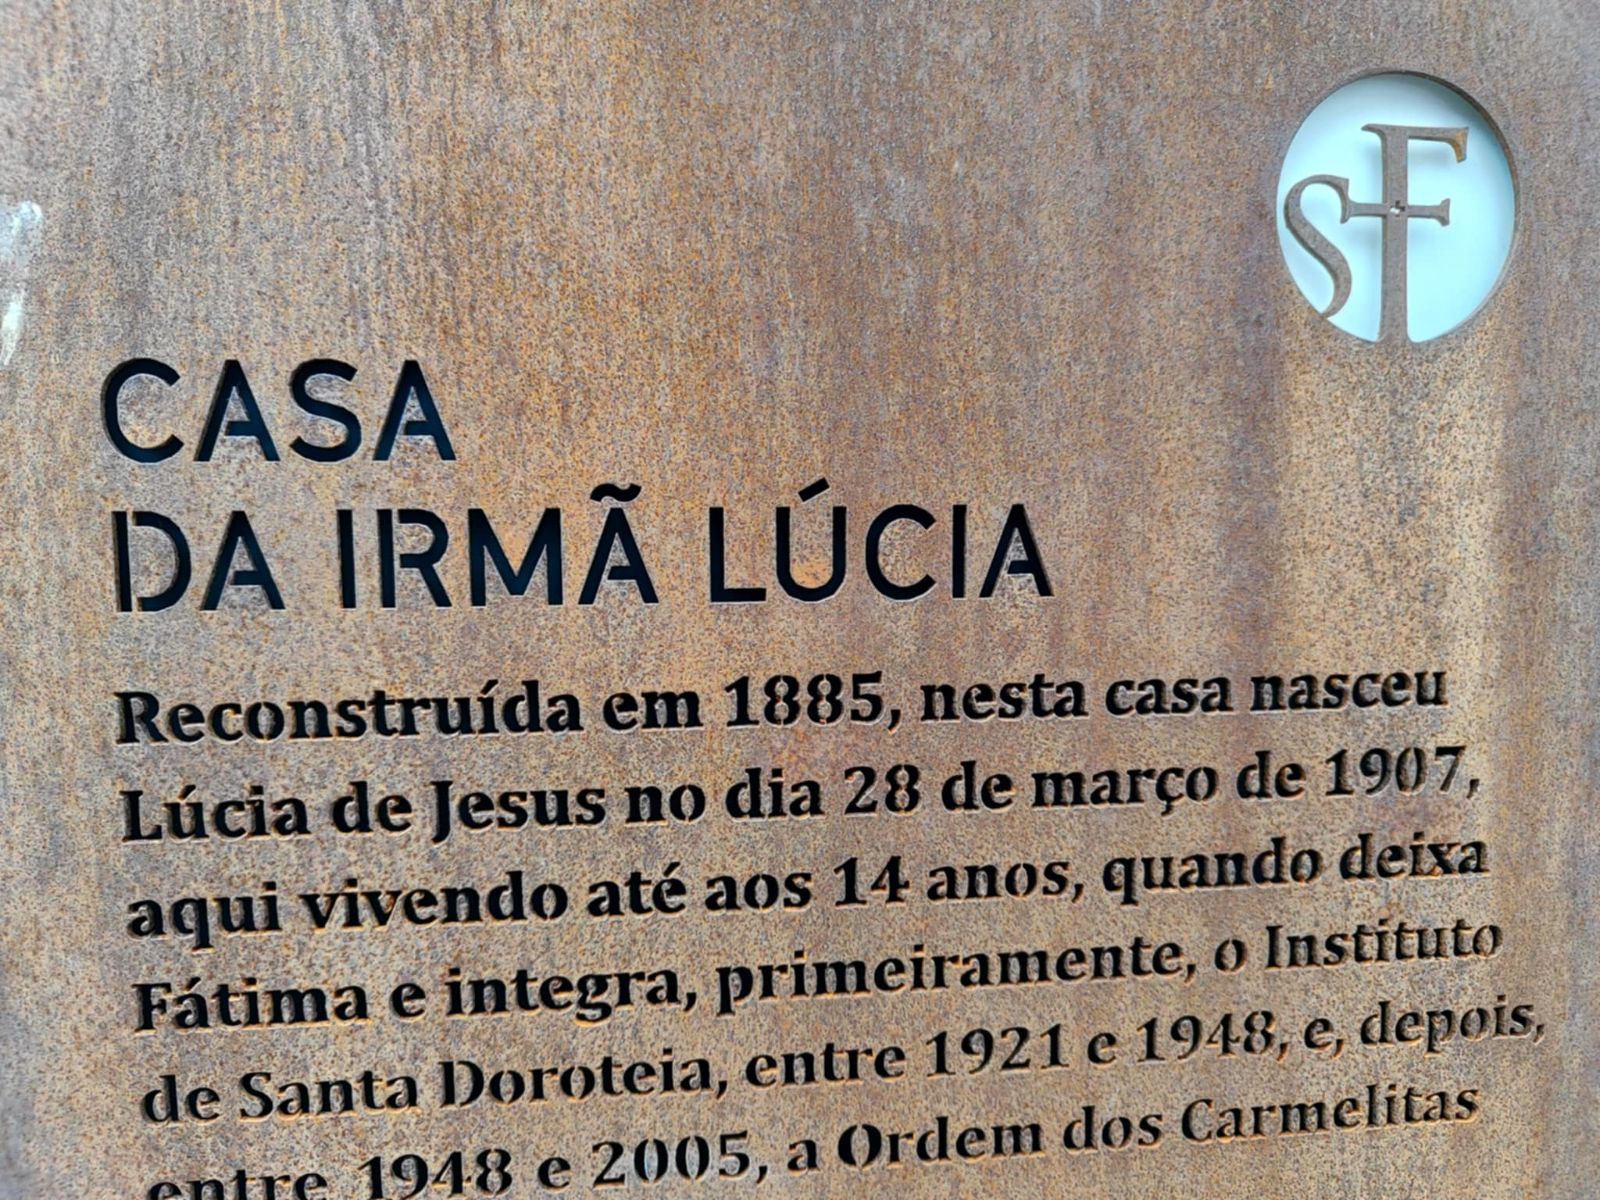 SF
CASA
DA IRMÃ LÚCIA
Reconstruída em 1885, nesta casa nasceu
Lúcia de Jesus no dia 28 de março de 1907,
aqui vivendo até aos 14 anos, quando deixa
Fátima e integra, primeiramente, o Instituto
de Santa Doroteia, entre 1921 e 1948, e, depois,
entre 1948 e 2005, a Ordem dos Carmelitas